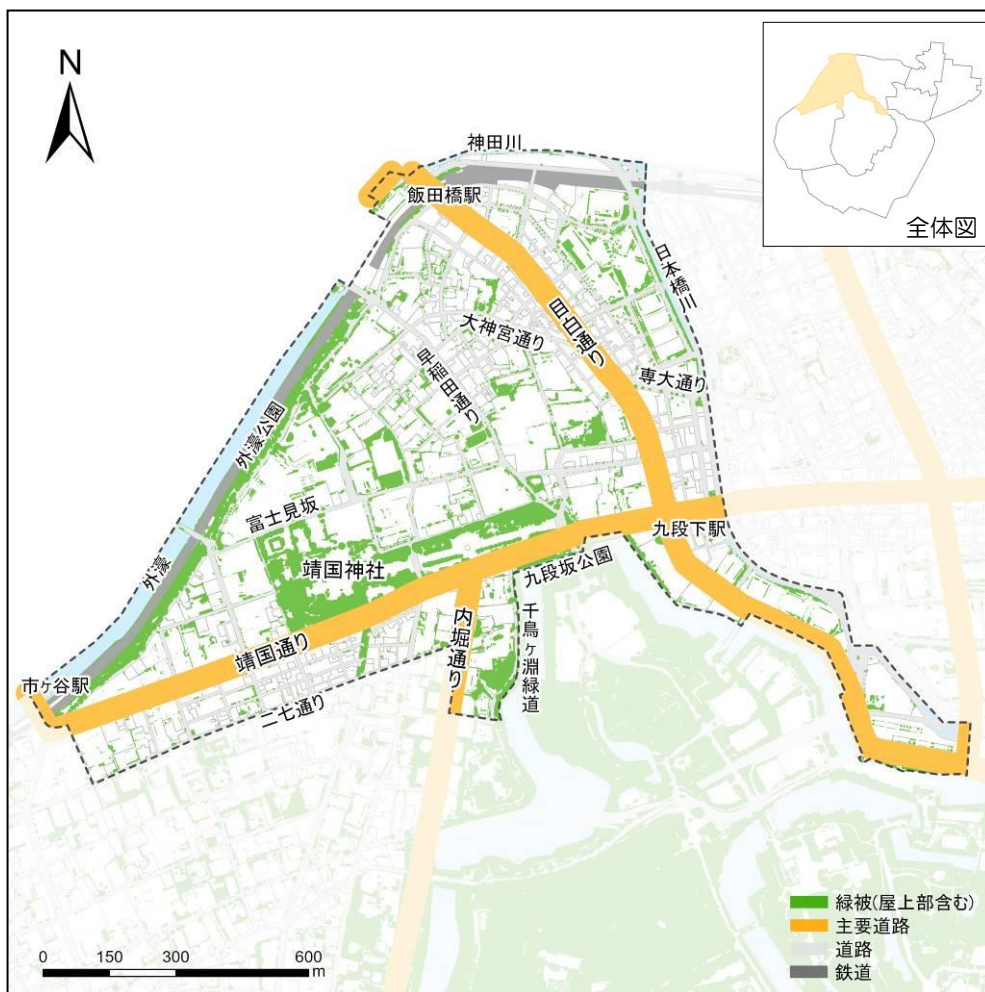 N
全体図
神田川
飯田橋駅
日本橋川
目白通り
大神宮通り
早稲田通り
専大通り
外濠公園
富士見坂
外濠
靖国神社
九段下駅
九段坂公園
千鳥ヶ淵緑道
内堀通り
靖国通り
市ヶ谷駅
二七通り
緑被(屋上部含む)
主要道路
道路
鉄道
0 150 300 600
m